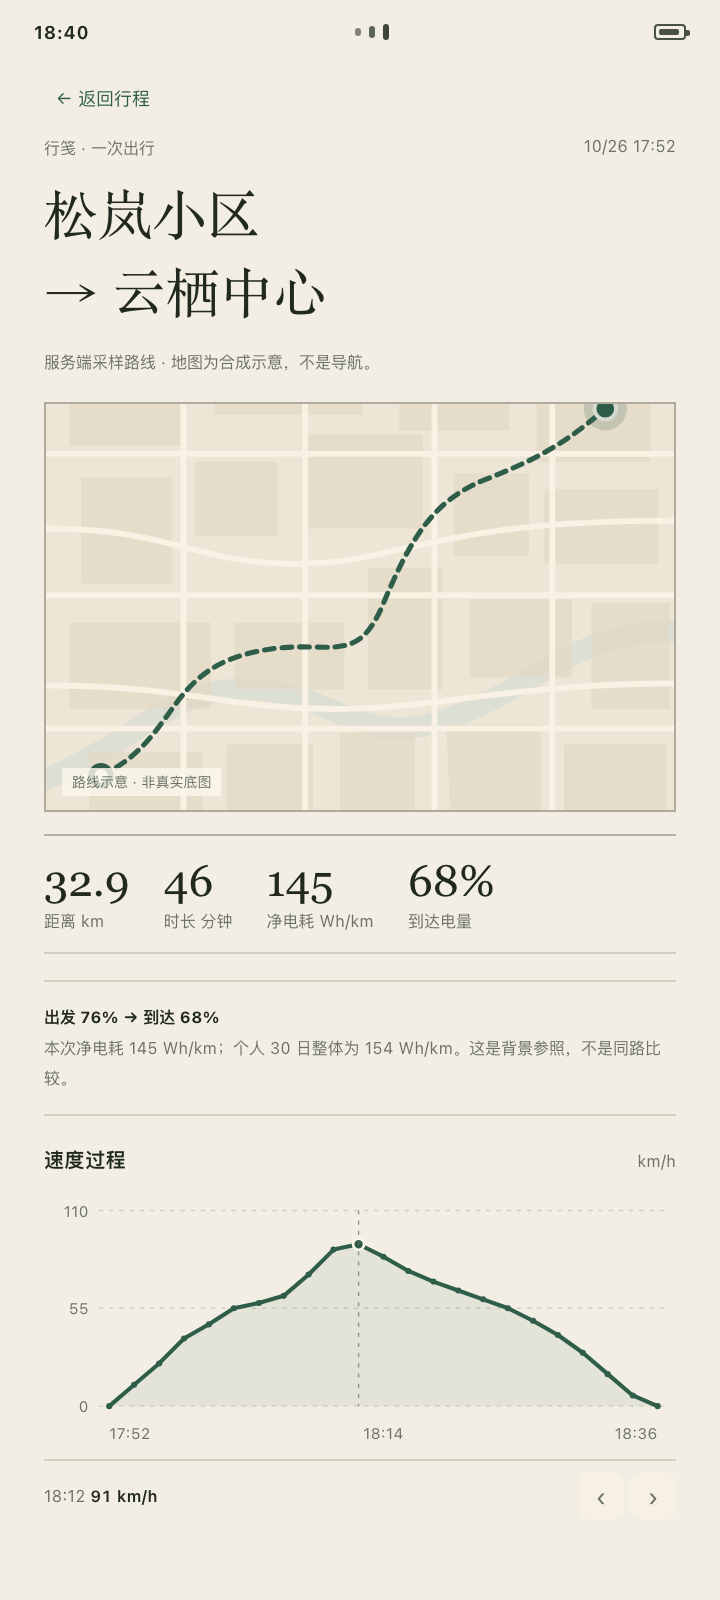 18:40
← 返回行程
行笺 · 一次出行
10/26 17:52
松岚小区
→ 云栖中心
服务端采样路线 · 地图为合成示意，不是导航。
路线示意 · 非真实底图
32.9 46 145 68%
距离 km 时长 分钟 净电耗 Wh/km 到达电量
出发 76% → 到达 68%
本次净电耗 145 Wh/km；个人 30 日整体为 154 Wh/km。这是背景参照，不是同路比
较。
速度过程 km/h
110
55
0
17:52 18:14 18:36
18:12 91 km/h ‹ ›